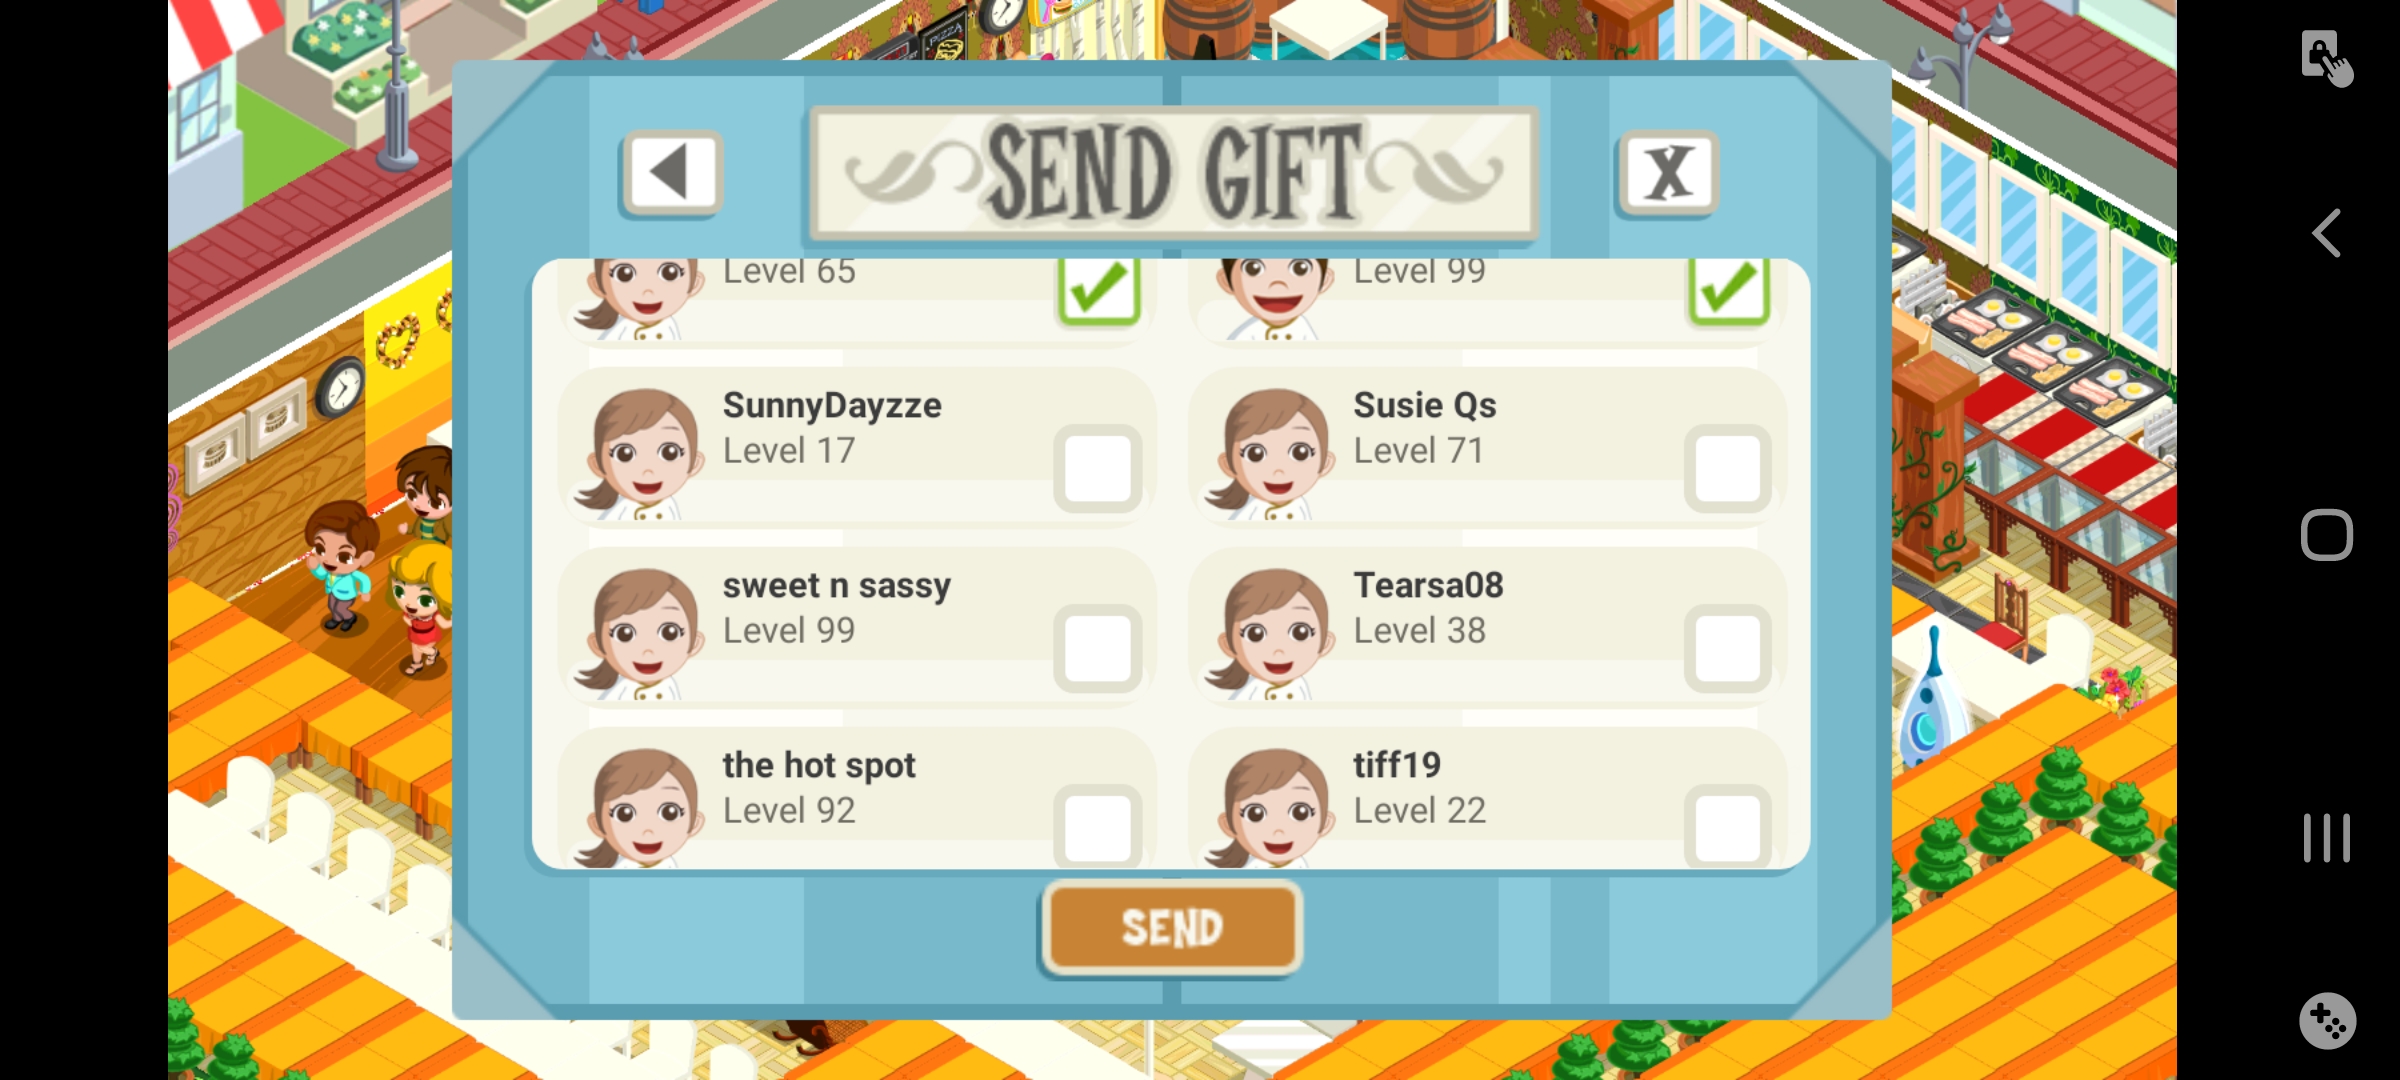 PIZZA
SEND GIFT
X
Level 65
Level 99
SunnyDayzze
Level 17
Susie Qs
Level 71
sweet n sassy
Level 99
Tearsa08
Level 38
the hot spot
Level 92
tiff19
Level 22
SEND